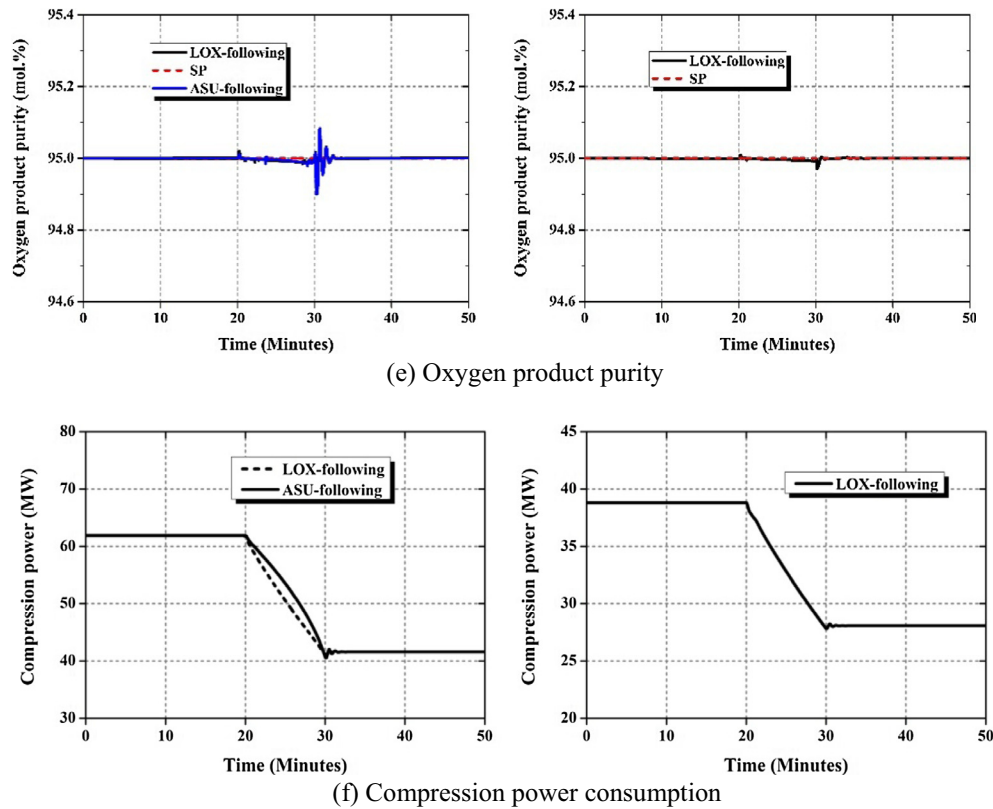 95.4
95.2
95.0
94.8
94.6
Oxygen product purity (mol.%)
LOX-following
SP
ASU-following
0 10 20 30 40 50
Time (Minutes)
95.4
95.2
95.0
94.8
94.6
Oxygen product purity (mol.%)
LOX-following
SP
0 10 20 30 40 50
Time (Minutes)
(e) Oxygen product purity
80
70
60
50
40
30
Compression power (MW)
LOX-following
ASU-following
0 10 20 30 40 50
Time (Minutes)
45
40
35
30
25
20
Compression power (MW)
LOX-following
0 10 20 30 40 50
Time (Minutes)
(f) Compression power consumption